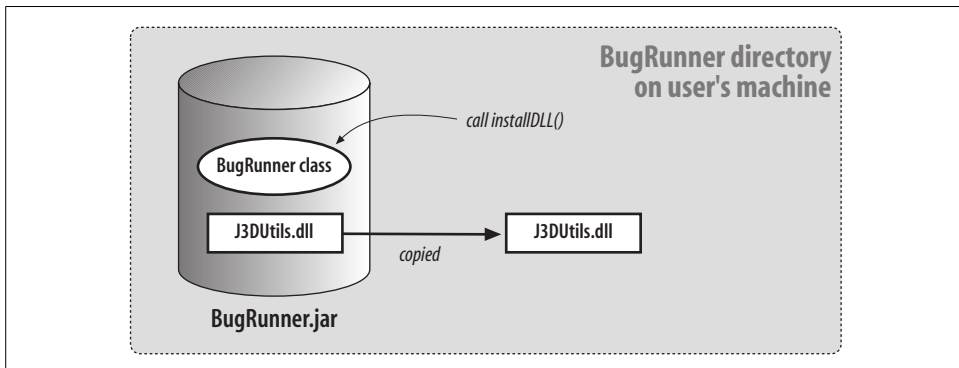 BugRunner directory
on user's machine
call installDLL()
BugRunner class
J3DUtils.dll
J3DUtils.dll
copied
BugRunner.jar